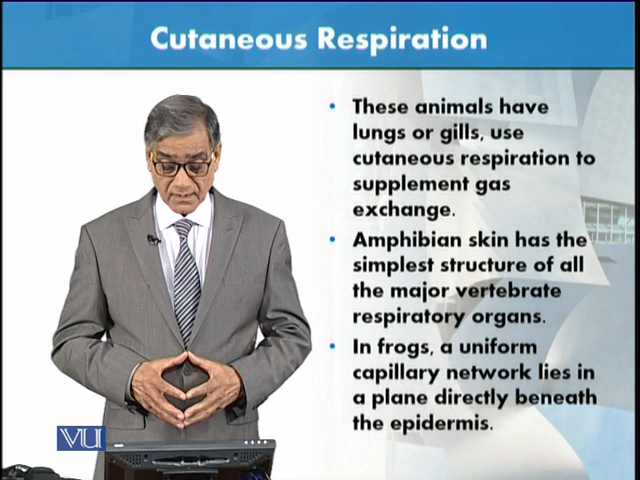 Cutaneous Respiration
• These animals have
lungs or gills, use
cutaneous respiration to
supplement gas
exchange.
• Amphibian skin has the
simplest structure of all
the major vertebrate
respiratory organs.
• In frogs, a uniform
capillary network lies in
a plane directly beneath
the epidermis.
VU